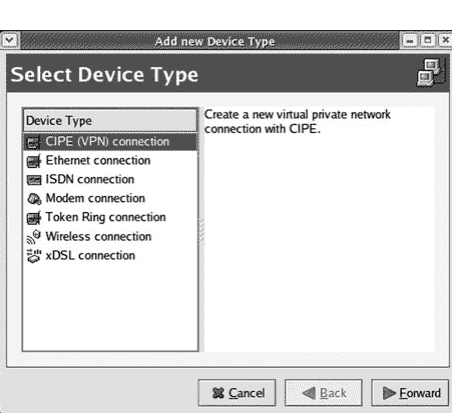 Add new Device Type
Select Device Type
Device Type
CIPE (VPN) connection
Ethernet connection
ISDN connection
Modem connection
Token Ring connection
Wireless connection
xDSL connection
Create a new virtual private network
connection with CIPE.
Cancel
Back
Forward